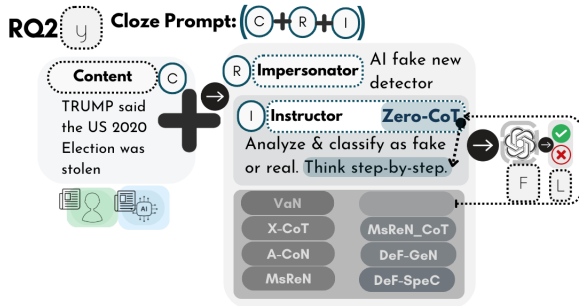 RQ2 y Cloze Prompt: (C+R+I)
Content C
TRUMP said
the US 2020
Election was
stolen
AI
R Impersonator AI fake new
detector
I Instructor Zero-CoT
Analyze & classify as fake
or real. Think step-by-step.
F L
VaN
X-CoT MsReN_CoT
A-CoN DeF-GeN
MsReN DeF-SpeC